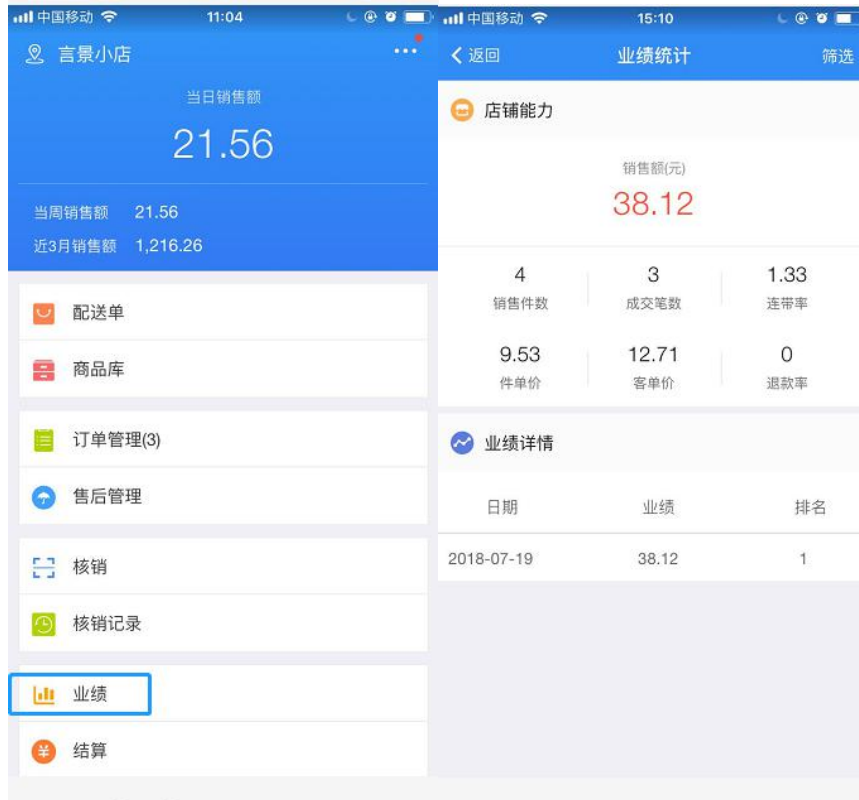 中国移动 11:04
言景小店
当日销售额
21.56
当周销售额 21.56
近3月销售额 1,216.26
配送单
商品库
订单管理(3)
售后管理
核销
核销记录
业绩
结算
中国移动 15:10
返回 业绩统计 筛选
店铺能力
销售额(元)
38.12
4 3 1.33
销售件数 成交笔数 连带率
9.53 12.71 0
件单价 客单价 退款率
业绩详情
日期 业绩 排名
2018-07-19 38.12 1